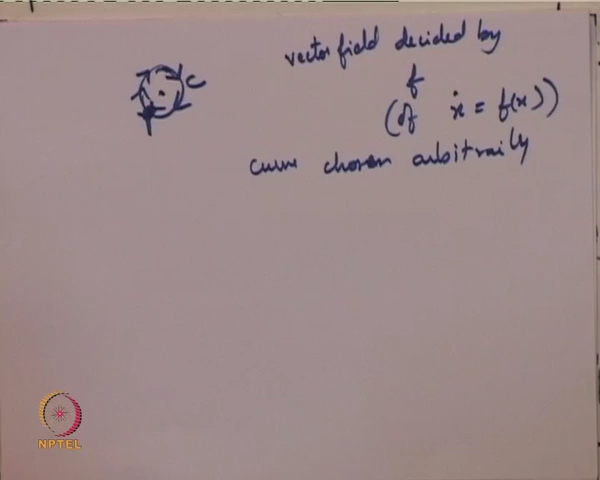 vector field decided by
f
(of ẋ = f(x))
C
curve chosen arbitrarily
NPTEL